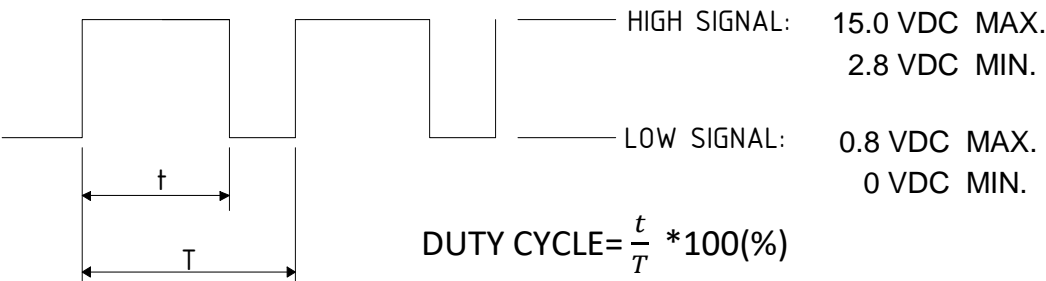 HIGH SIGNAL: 15.0 VDC MAX.
2.8 VDC MIN.
LOW SIGNAL: 0.8 VDC MAX.
0 VDC MIN.
t
T
DUTY CYCLE= t/T *100(%)